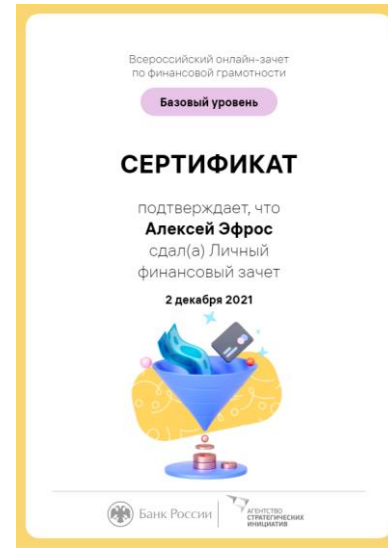 Всероссийский онлайн-зачет
по финансовой грамотности
Базовый уровень
СЕРТИФИКАТ
подтверждает, что
Алексей Эфрос
сдал(а) Личный
финансовый зачет
2 декабря 2021
Банк России
АГЕНТСТВО
СТРАТЕГИЧЕСКИХ
ИНИЦИАТИВ